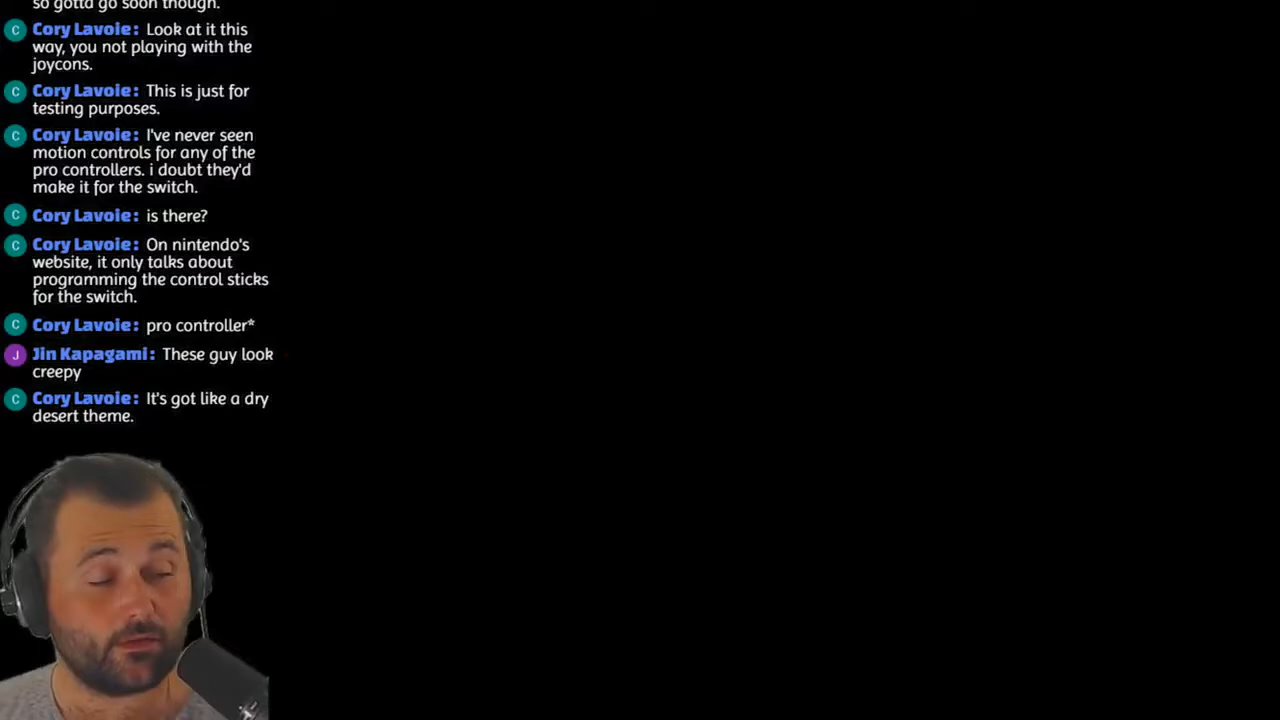 so gotta go soon though.
Cory Lavoie: Look at it this
way, you not playing with the
joycons.
Cory Lavoie: This is just for
testing purposes.
Cory Lavoie: I've never seen
motion controls for any of the
pro controllers. i doubt they'd
make it for the switch.
Cory Lavoie: is there?
Cory Lavoie: On nintendo's
website, it only talks about
programming the control sticks
for the switch.
Cory Lavoie: pro controller*
Jin Kapagami: These guy look
creepy
Cory Lavoie: It's got like a dry
desert theme.